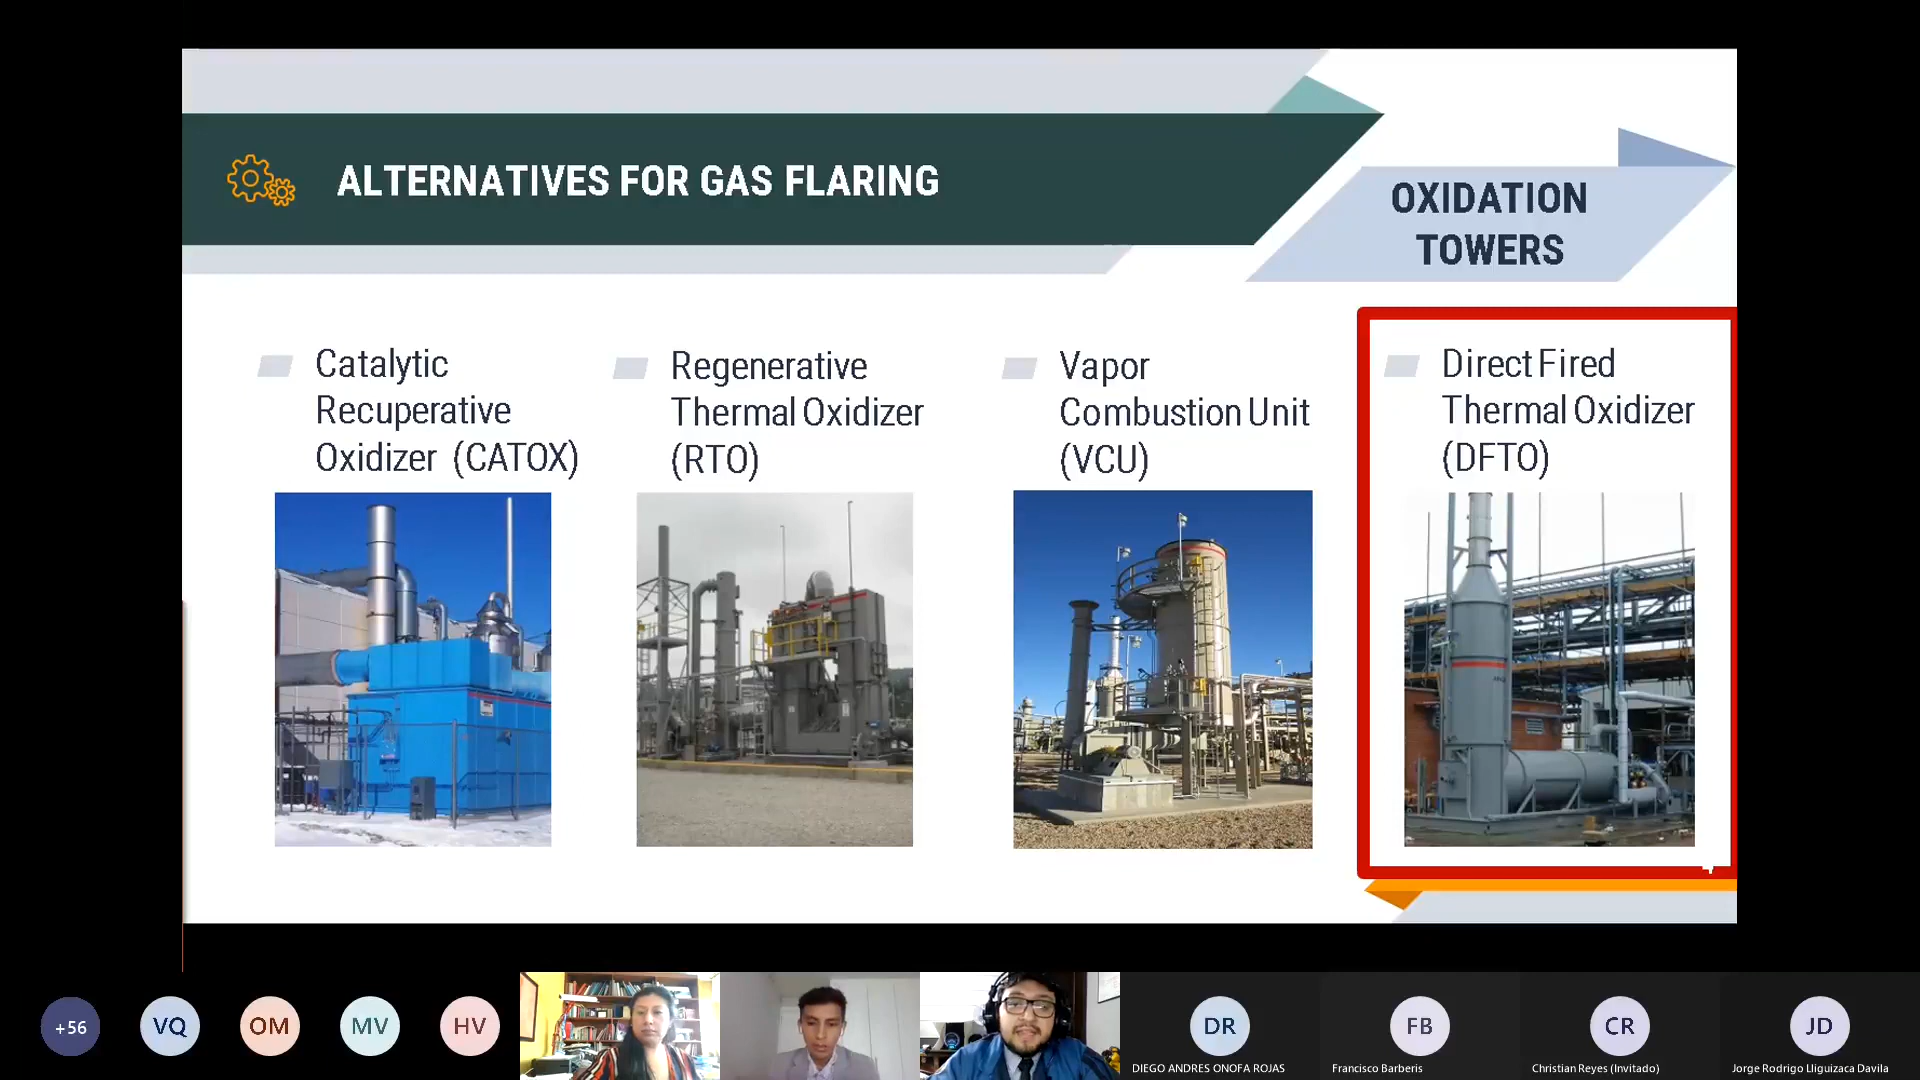 ALTERNATIVES FOR GAS FLARING
OXIDATION
TOWERS
Catalytic
Recuperative
Oxidizer (CATOX)
Regenerative
Thermal Oxidizer
(RTO)
Vapor
Combustion Unit
(VCU)
Direct Fired
Thermal Oxidizer
(DFTO)
+56
VQ
OM
MV
HV
DR
DIEGO ANDRES ONOFA ROJAS
FB
Francisco Barberis
CR
Christian Reyes (Invitado)
JD
Jorge Rodrigo Lliguizaca Davila